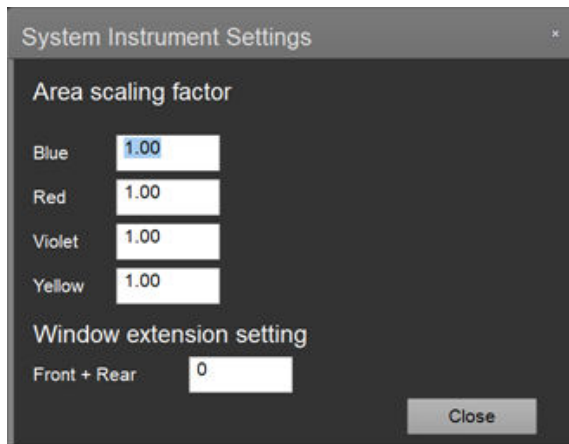 System Instrument Settings ×
Area scaling factor
Blue 1.00
Red 1.00
Violet 1.00
Yellow 1.00
Window extension setting
Front + Rear 0
Close